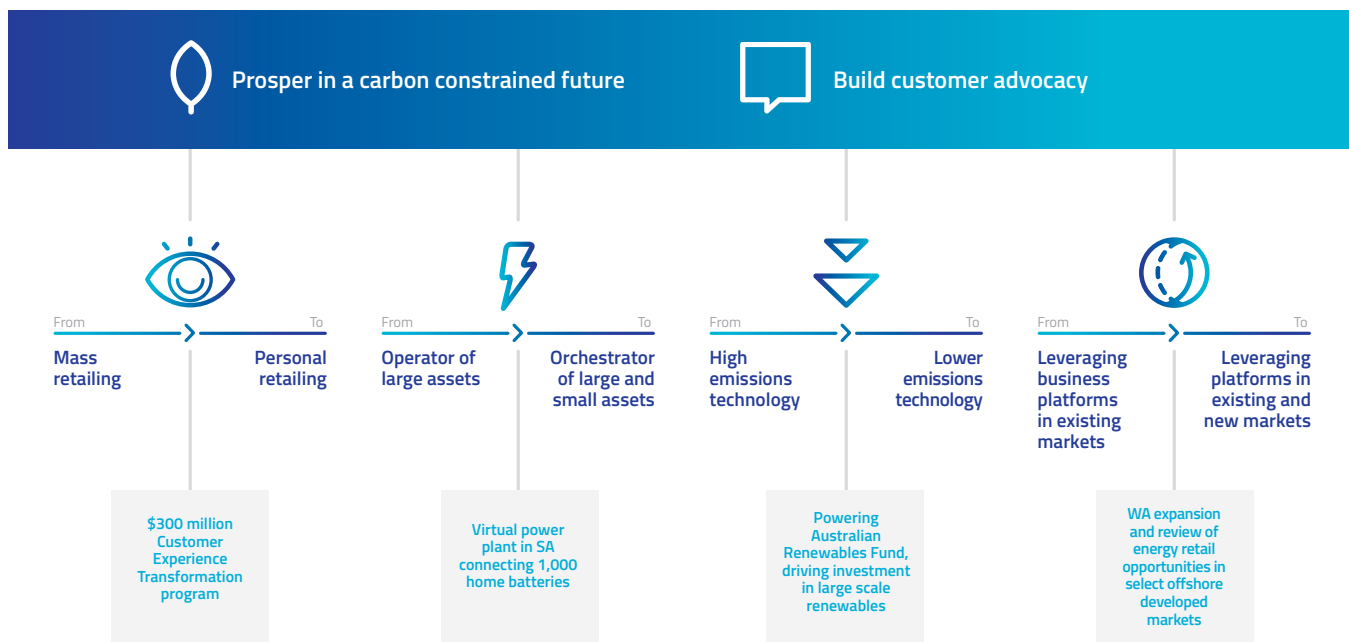 Prosper in a carbon constrained future
Build customer advocacy
From
To
Mass
retailing
Personal
retailing
$300 million
Customer
Experience
Transformation
program
From
To
Operator of
large assets
Orchestrator
of large and
small assets
Virtual power
plant in SA
connecting 1,000
home batteries
From
To
High
emissions
technology
Lower
emissions
technology
Powering
Australian
Renewables Fund,
driving investment
in large scale
renewables
From
To
Leveraging
business
platforms
in existing
markets
Leveraging
platforms in
existing and
new markets
WA expansion
and review of
energy retail
opportunities in
select offshore
developed
markets